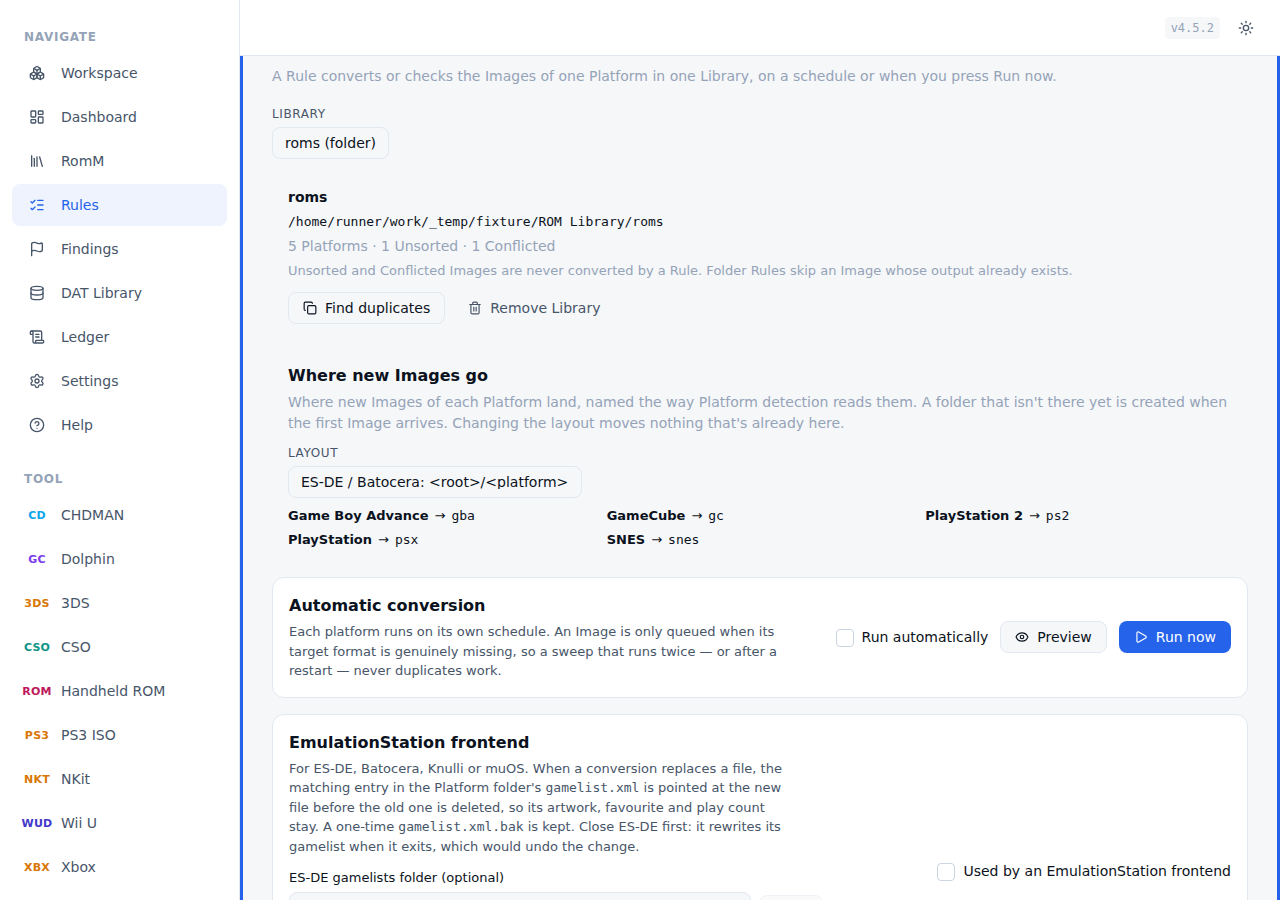 NAVIGATE
Workspace
Dashboard
RomM
Rules
Findings
DAT Library
Ledger
Settings
Help
TOOL
CD CHDMAN
GC Dolphin
3DS 3DS
CSO CSO
ROM Handheld ROM
PS3 PS3 ISO
NKT NKit
WUD Wii U
XBX Xbox
v4.5.2
A Rule converts or checks the Images of one Platform in one Library, on a schedule or when you press Run now.
LIBRARY
roms (folder)
roms
/home/runner/work/_temp/fixture/ROM Library/roms
5 Platforms · 1 Unsorted · 1 Conflicted
Unsorted and Conflicted Images are never converted by a Rule. Folder Rules skip an Image whose output already exists.
Find duplicates Remove Library
Where new Images go
Where new Images of each Platform land, named the way Platform detection reads them. A folder that isn't there yet is created when
the first Image arrives. Changing the layout moves nothing that's already here.
LAYOUT
ES-DE / Batocera: <root>/<platform>
Game Boy Advance → gba GameCube → gc PlayStation 2 → ps2
PlayStation → psx SNES → snes
Automatic conversion
Each platform runs on its own schedule. An Image is only queued when its
target format is genuinely missing, so a sweep that runs twice — or after a
restart — never duplicates work.
Run automatically Preview Run now
EmulationStation frontend
For ES-DE, Batocera, Knulli or muOS. When a conversion replaces a file, the
matching entry in the Platform folder's gamelist.xml is pointed at the new
file before the old one is deleted, so its artwork, favourite and play count
stay. A one-time gamelist.xml.bak is kept. Close ES-DE first: it rewrites its
gamelist when it exits, which would undo the change.
Used by an EmulationStation frontend
ES-DE gamelists folder (optional)